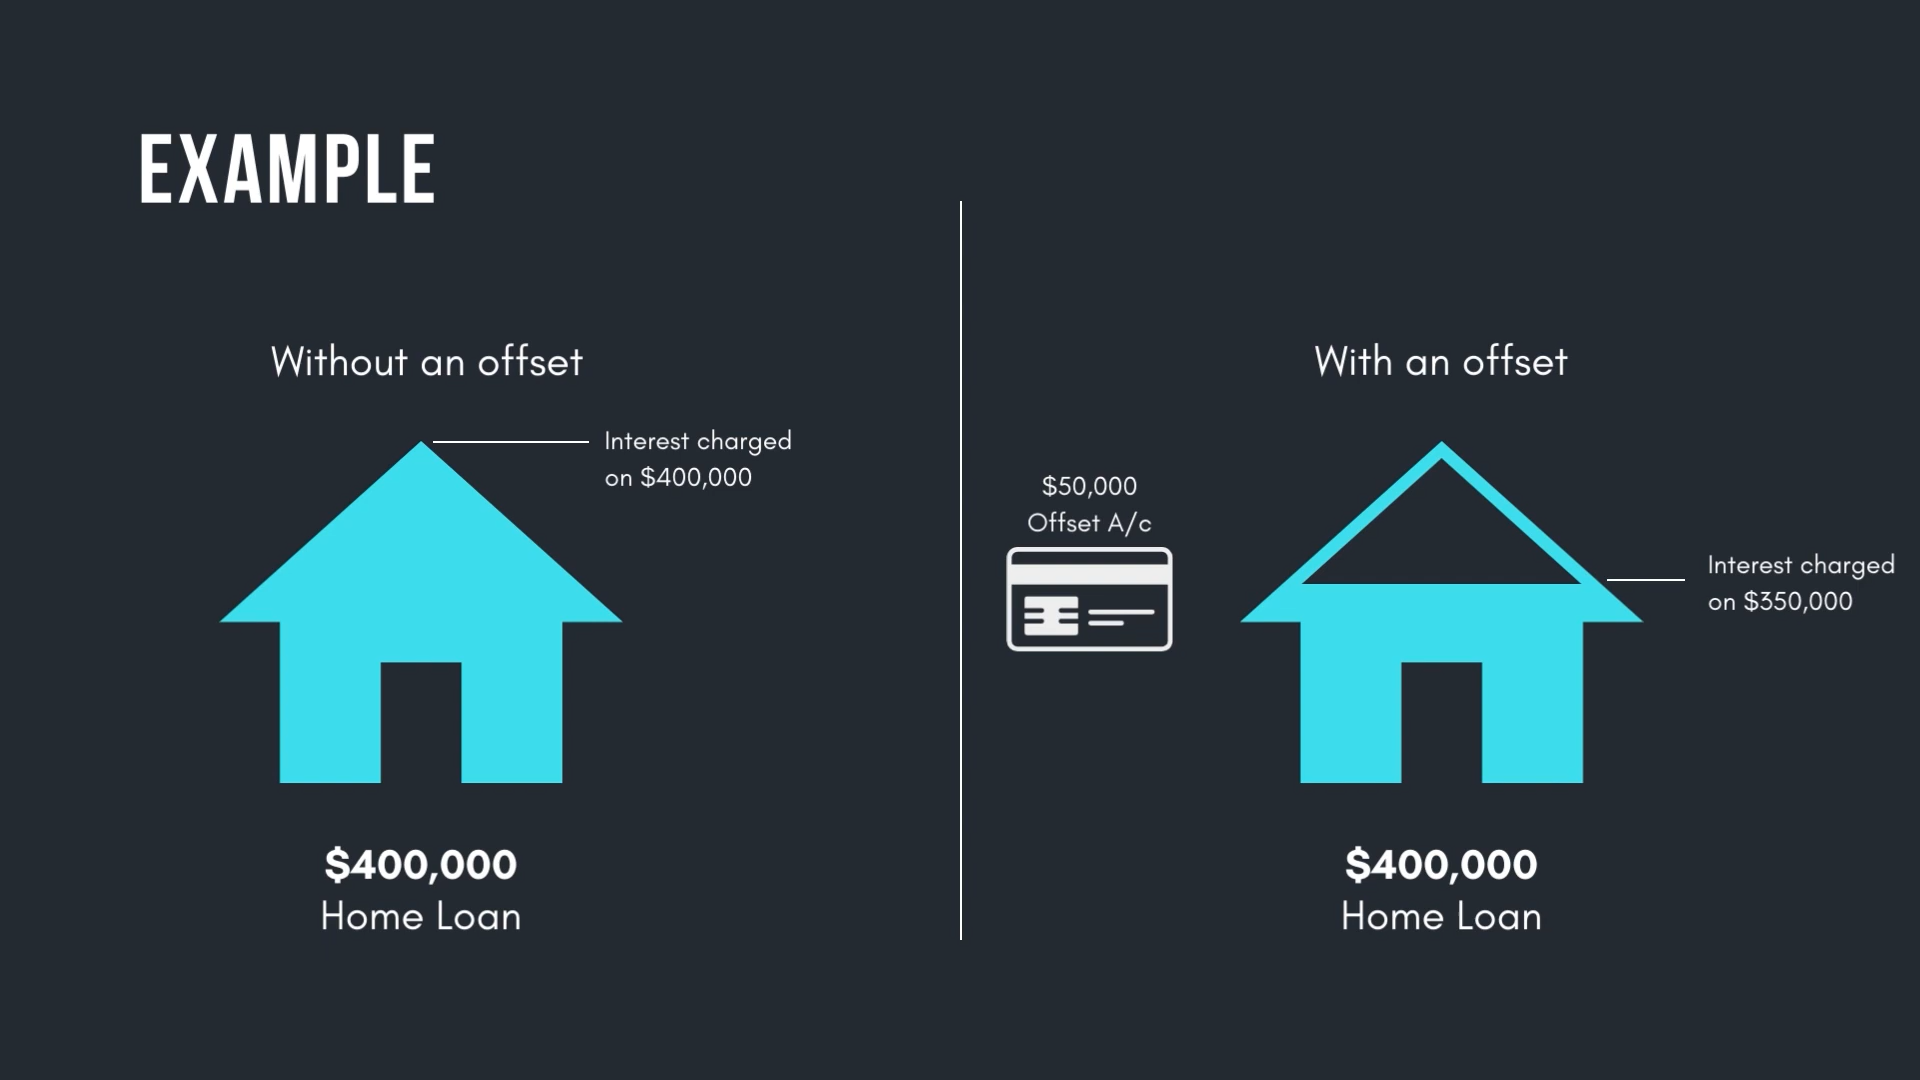 EXAMPLE
Without an offset
Interest charged
on $400,000
$400,000
Home Loan
With an offset
$50,000
Offset A/c
Interest charged
on $350,000
$400,000
Home Loan